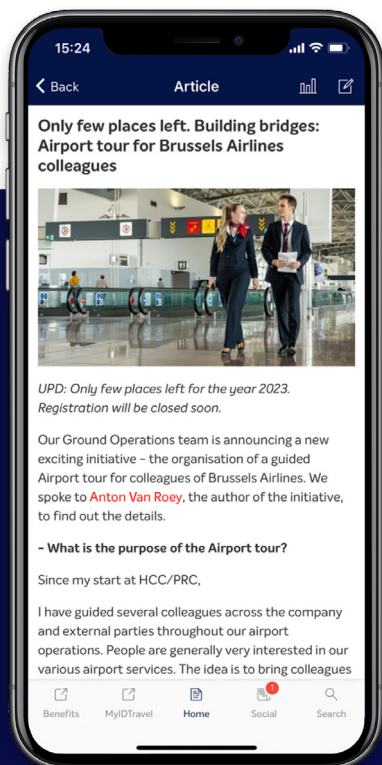 15:24
Back
Article
Only few places left. Building bridges:
Airport tour for Brussels Airlines
colleagues
UPD: Only few places left for the year 2023.
Registration will be closed soon.
Our Ground Operations team is announcing a new
exciting initiative – the organisation of a guided
Airport tour for colleagues of Brussels Airlines. We
spoke to Anton Van Roey, the author of the initiative,
to find out the details.
– What is the purpose of the Airport tour?
Since my start at HCC/PRC,
I have guided several colleagues across the company
and external parties throughout our airport
operations. People are generally very interested in our
various airport services. The idea is to bring colleagues
1
Benefits
MyIDTravel
Home
Social
Search